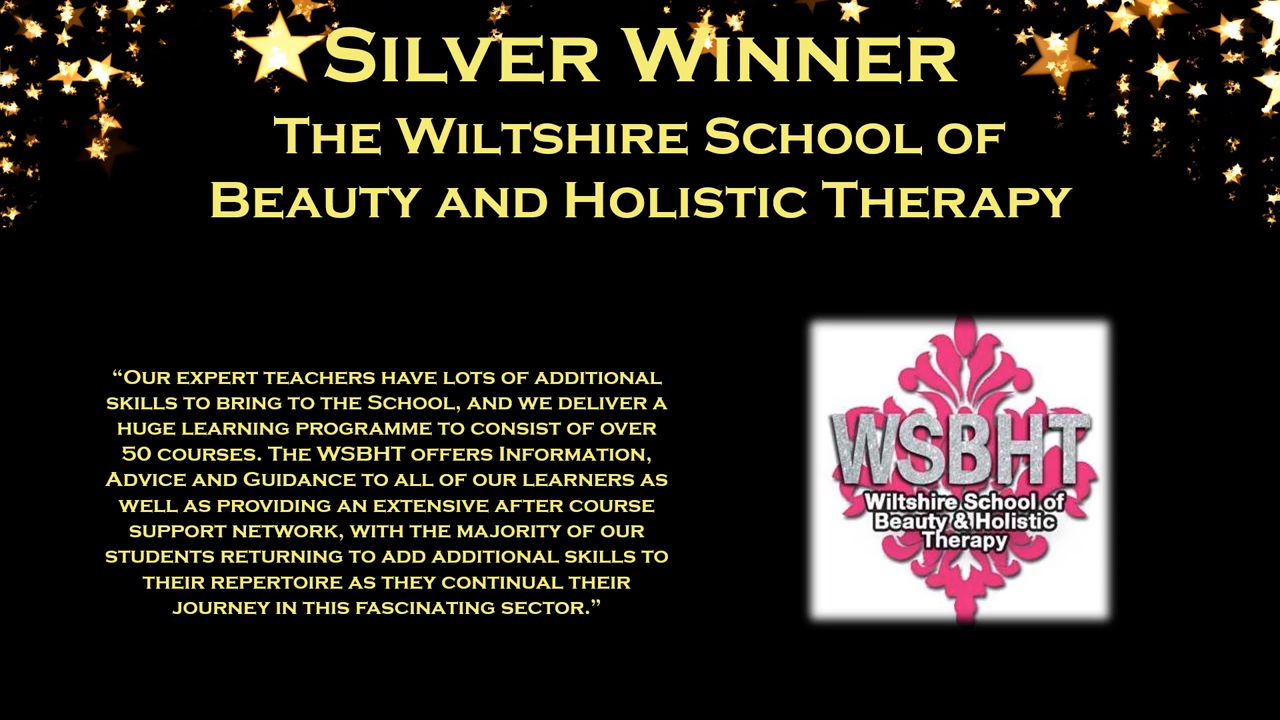 Silver Winner
The Wiltshire School of
Beauty and Holistic Therapy
“Our expert teachers have lots of additional
skills to bring to the School, and we deliver a
huge learning programme to consist of over
50 courses. The WSBHT offers Information,
Advice and Guidance to all of our learners as
well as providing an extensive after course
support network, with the majority of our
students returning to add additional skills to
their repertoire as they continual their
journey in this fascinating sector.”
WSBHT
Wiltshire School of
Beauty & Holistic
Therapy